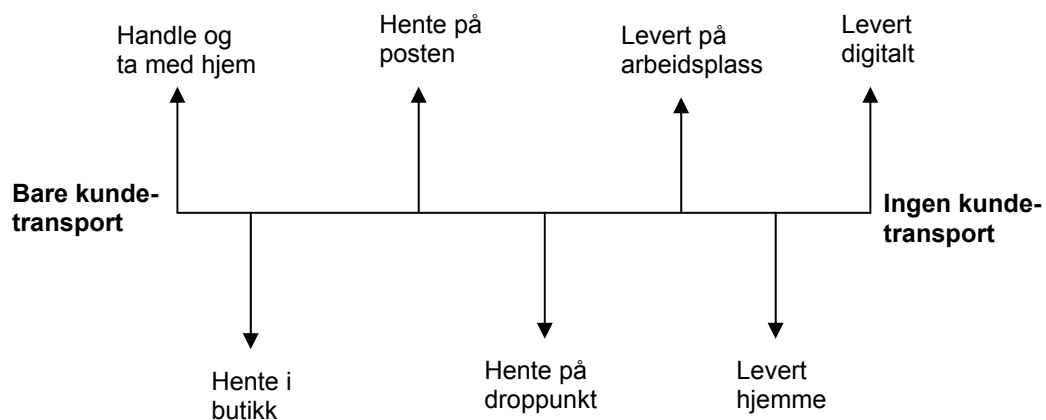 Handle og
ta med hjem
Hente på
posten
Levert på
arbeidsplass
Levert
digitalt
Bare kunde-
transport
Ingen kunde-
transport
Hente i
butikk
Hente på
droppunkt
Levert
hjemme